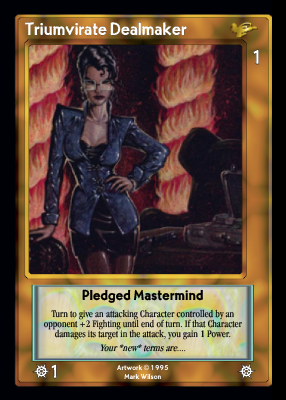 Triumvirate Dealmaker
1
Pledged Mastermind
Turn to give an attacking Character controlled by an
opponent +2 Fighting until end of turn. If that Character
damages its target in the attack, you gain 1 Power.
Your *new* terms are....
1
Artwork © 1995
Mark Wilson